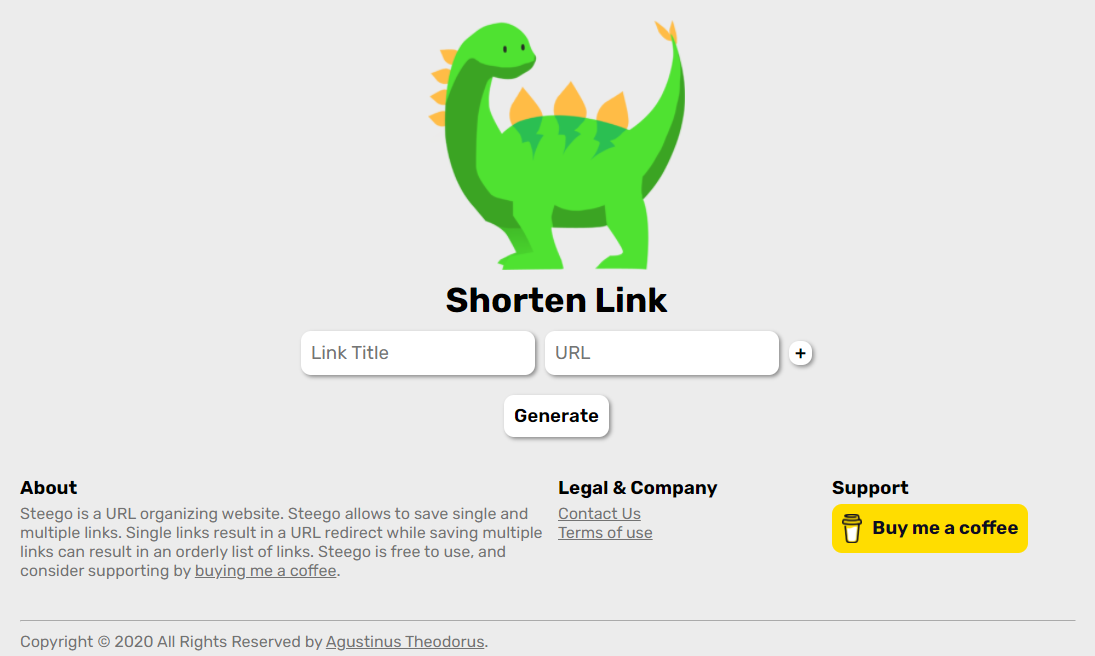 Shorten Link
Link Title
URL
+
Generate
About
Steego is a URL organizing website. Steego allows to save single and
multiple links. Single links result in a URL redirect while saving multiple
links can result in an orderly list of links. Steego is free to use, and
consider supporting by buying me a coffee.
Legal & Company
Contact Us
Terms of use
Support
Buy me a coffee
Copyright © 2020 All Rights Reserved by Agustinus Theodorus.